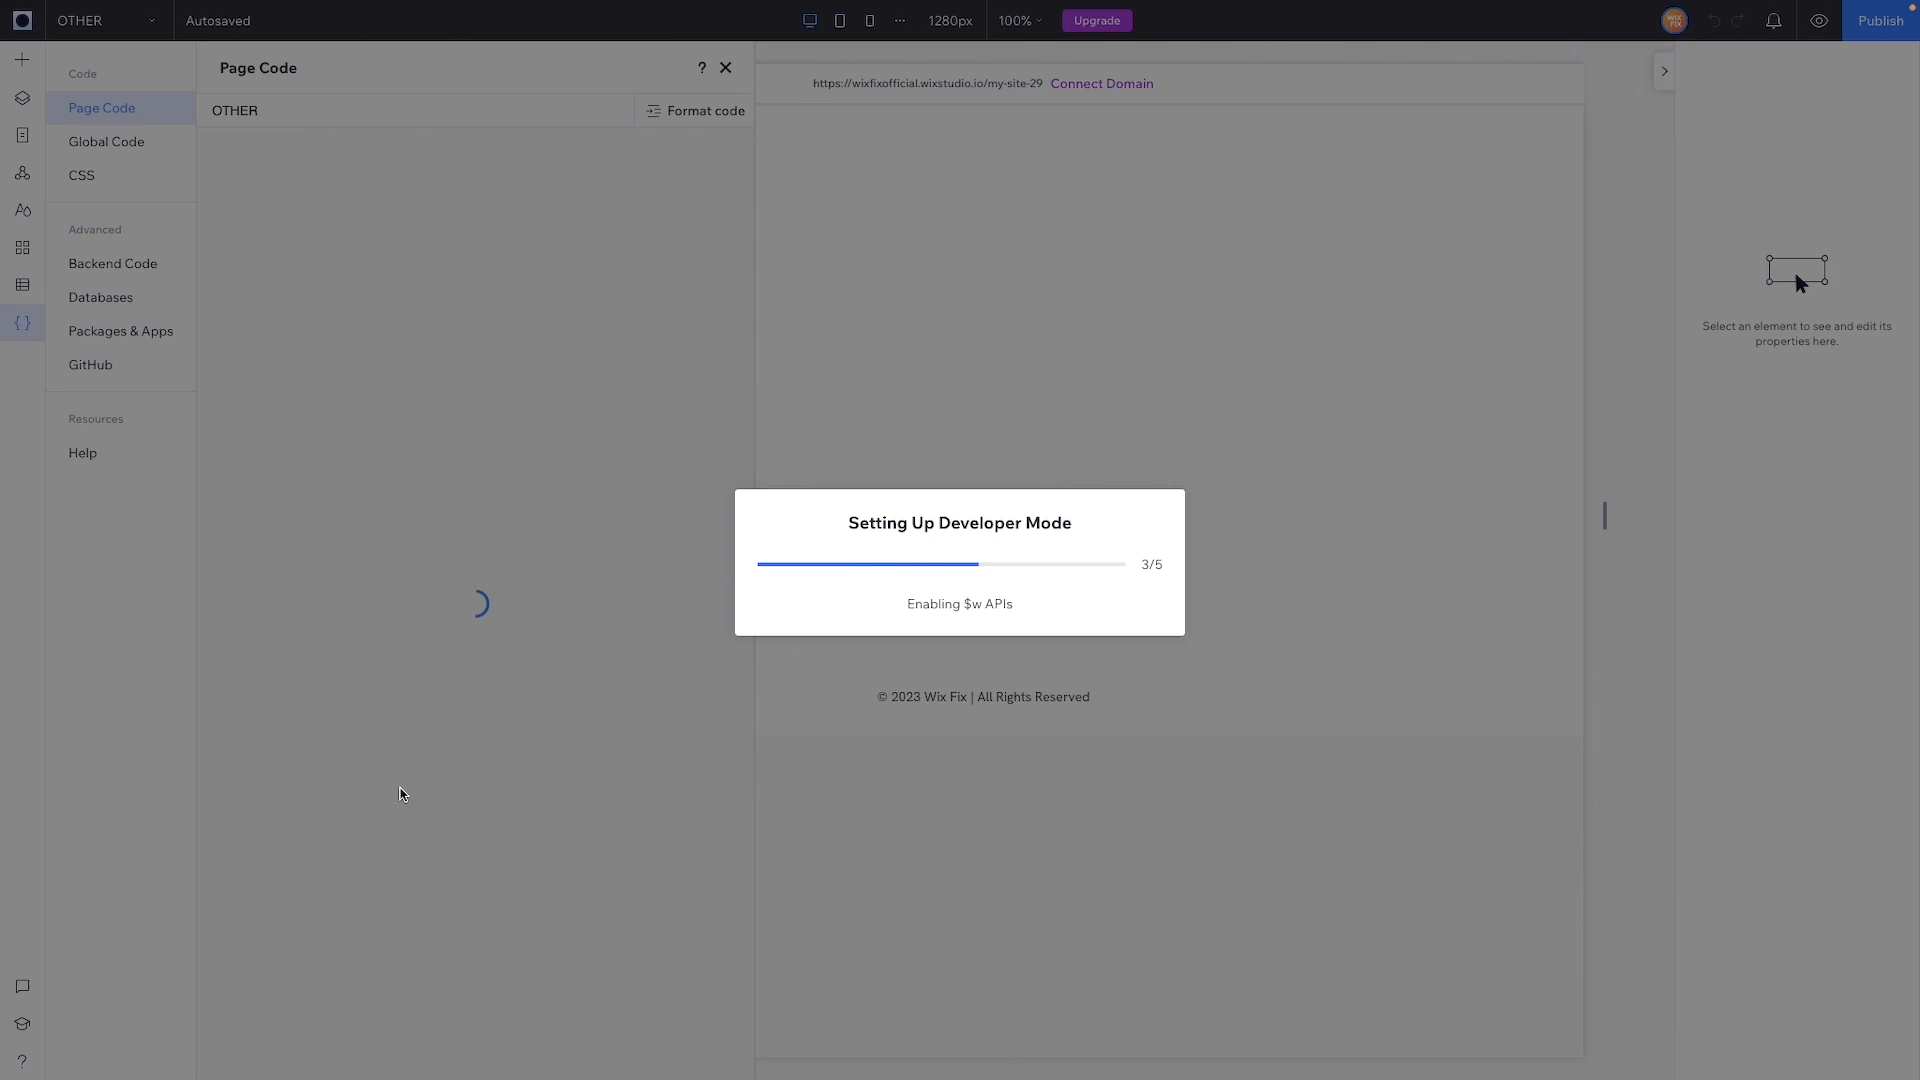 OTHER
Autosaved
1280px
100%
Upgrade
WIX
FIX
Publish
Code
Page Code
Global Code
CSS
Advanced
Backend Code
Databases
Packages & Apps
GitHub
Resources
Help
Page Code
?
OTHER
Format code
https://wixfixofficial.wixstudio.io/my-site-29 Connect Domain
Select an element to see and edit its
properties here.
Setting Up Developer Mode
3/5
Enabling $w APIs
© 2023 Wix Fix | All Rights Reserved